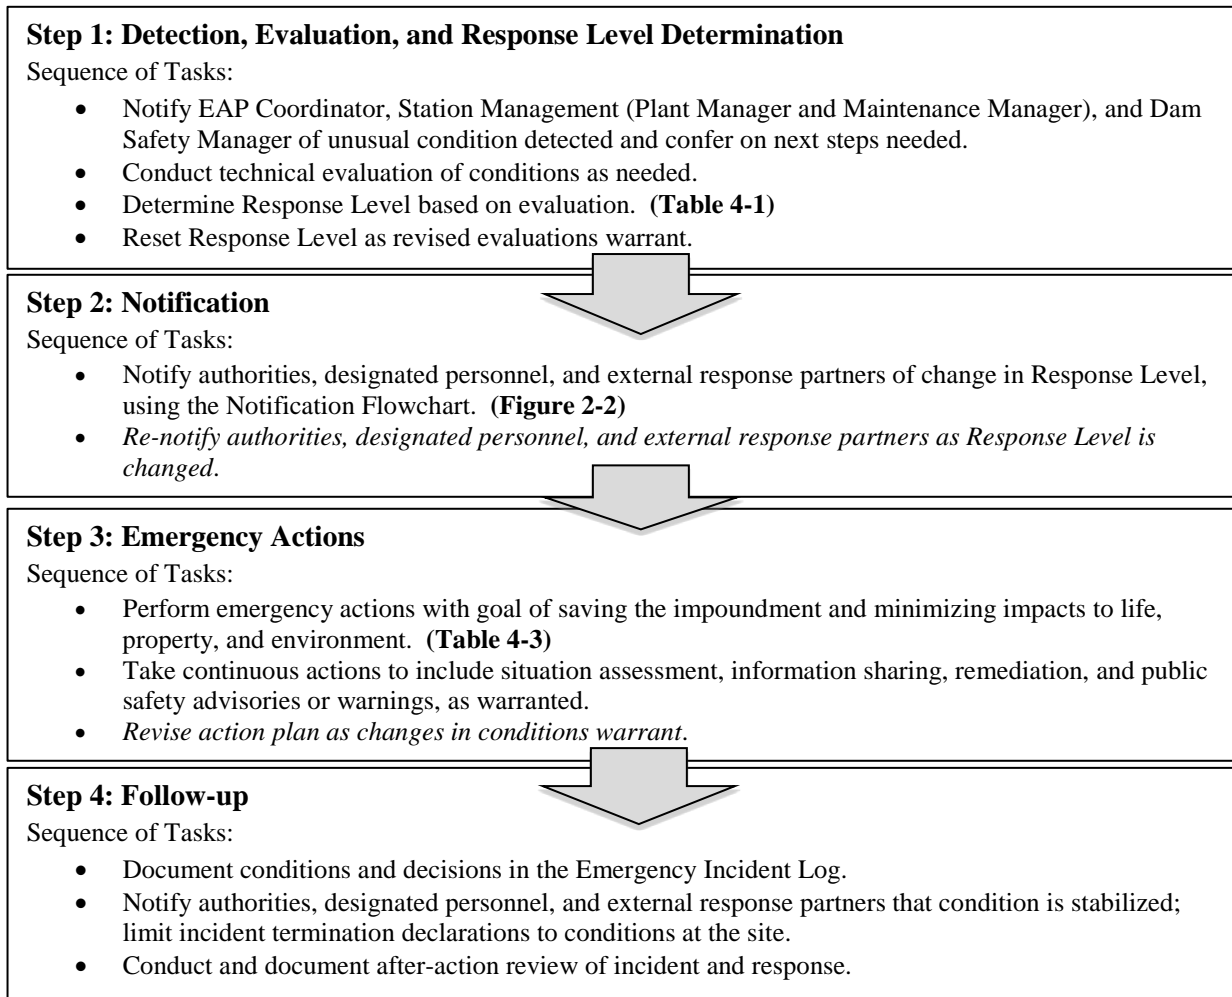 Step 1: Detection, Evaluation, and Response Level Determination
Sequence of Tasks:
• Notify EAP Coordinator, Station Management (Plant Manager and Maintenance Manager), and Dam
Safety Manager of unusual condition detected and confer on next steps needed.
• Conduct technical evaluation of conditions as needed.
• Determine Response Level based on evaluation. (Table 4-1)
• Reset Response Level as revised evaluations warrant.
Step 2: Notification
Sequence of Tasks:
• Notify authorities, designated personnel, and external response partners of change in Response Level,
using the Notification Flowchart. (Figure 2-2)
• Re-notify authorities, designated personnel, and external response partners as Response Level is
changed.
Step 3: Emergency Actions
Sequence of Tasks:
• Perform emergency actions with goal of saving the impoundment and minimizing impacts to life,
property, and environment. (Table 4-3)
• Take continuous actions to include situation assessment, information sharing, remediation, and public
safety advisories or warnings, as warranted.
• Revise action plan as changes in conditions warrant.
Step 4: Follow-up
Sequence of Tasks:
• Document conditions and decisions in the Emergency Incident Log.
• Notify authorities, designated personnel, and external response partners that condition is stabilized;
limit incident termination declarations to conditions at the site.
• Conduct and document after-action review of incident and response.